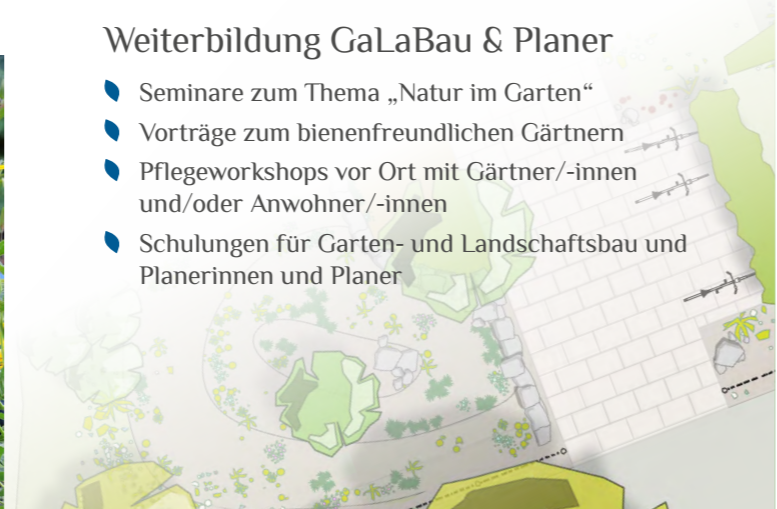 Weiterbildung GaLaBau & Planer
Seminare zum Thema „Natur im Garten“
Vorträge zum bienenfreundlichen Gärtnern
Pflegeworkshops vor Ort mit Gärtner/-innen
und/oder Anwohner/-innen
Schulungen für Garten- und Landschaftsbau und
Planerinnen und Planer